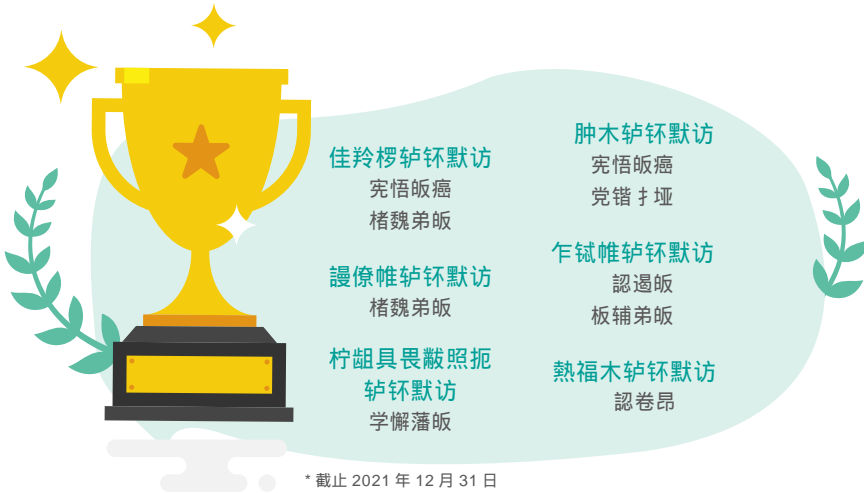 佳羚椤轳钚默访
宪悟皈癌
楮魏弟皈
謾僚帷轳钚默访
楮魏弟皈
柠龃具畏黻照扼
轳钚默访
学懈藩皈
肿木轳钚默访
宪悟皈癌
党锴扌垭
乍铽帷轳钚默访
認遏皈
板辅弟皈
熱福木轳钚默访
認卷昂
* 截止 2021 年 12 月 31 日